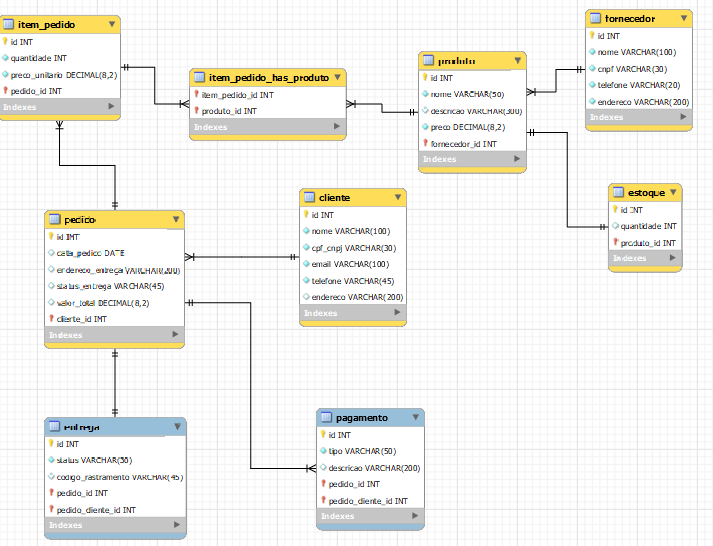 item_pedido
id INT
quantidade INT
preco_unitario DECIMAL(8,2)
pedido_id INT
Indexes
item_pedido_has_produto
item_pedido_id INT
produto_id INT
Indexes
produto
id INT
nome VARCHAR(50)
descricao VARCHAR(300)
preco DECIMAL(8,2)
fornecedor_id INT
Indexes
fornecedor
id INT
nome VARCHAR(100)
cnpf VARCHAR(30)
telefone VARCHAR(20)
endereco VARCHAR(200)
Indexes
estoque
id INT
quantidade INT
produto_id INT
Indexes
pedido
id INT
data_pedido DATE
endereco_entrega VARCHAR(200)
status_entrega VARCHAR(45)
valor_total DECIMAL(8,2)
cliente_id INT
Indexes
cliente
id INT
nome VARCHAR(100)
cpf_cnpj VARCHAR(30)
email VARCHAR(100)
telefone VARCHAR(45)
endereco VARCHAR(200)
Indexes
entrega
id INT
status VARCHAR(50)
codigo_rastramento VARCHAR(45)
pedido_id INT
pedido_cliente_id INT
Indexes
pagamento
id INT
tipo VARCHAR(50)
descricao VARCHAR(200)
pedido_id INT
pedido_cliente_id INT
Indexes